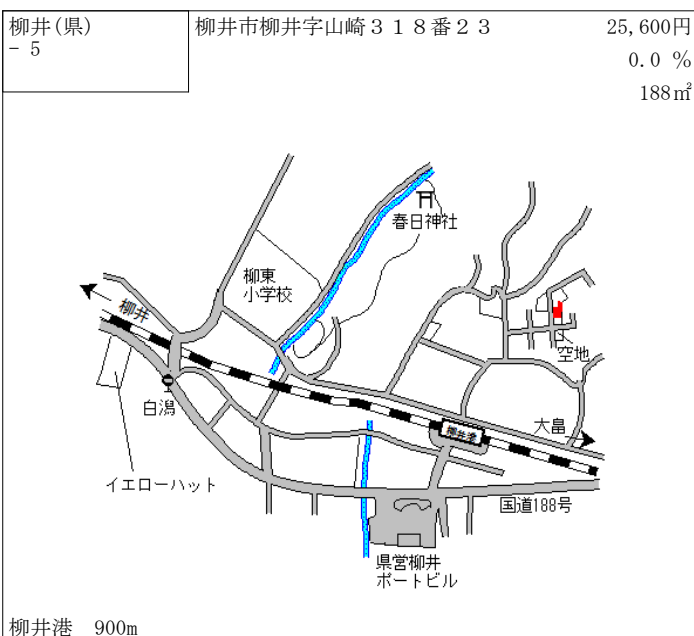 柳井(県)
- 5
柳井市柳井字山崎３１８番２３
25,600円
0.0 %
188㎡
春日神社
柳東
小学校
柳井
空地
白潟
大畠
柳井港
イエローハット
国道188号
県営柳井
ポートビル
柳井港 900m